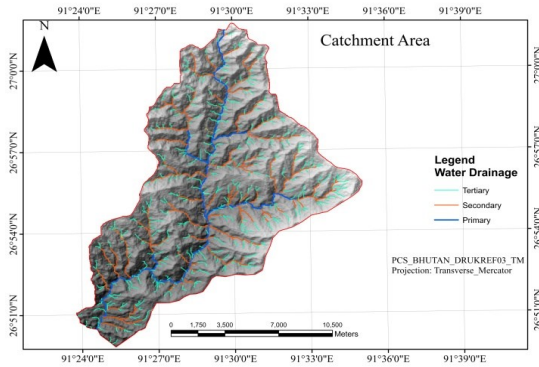 91°24'0"E 91°27'0"E 91°30'0"E 91°33'0"E 91°36'0"E 91°39'0"E
N
Catchment Area
27°0'0"N 27°0'0"N
26°57'0"N 26°57'0"N
Legend
Water Drainage
Tertiary
Secondary
Primary
26°54'0"N 26°54'0"N
PCS_BHUTAN_DRUKREF03_TM
Projection: Transverse_Mercator
26°51'0"N 26°51'0"N
0 1,750 3,500 7,000 10,500
Meters
91°24'0"E 91°27'0"E 91°30'0"E 91°33'0"E 91°36'0"E 91°39'0"E